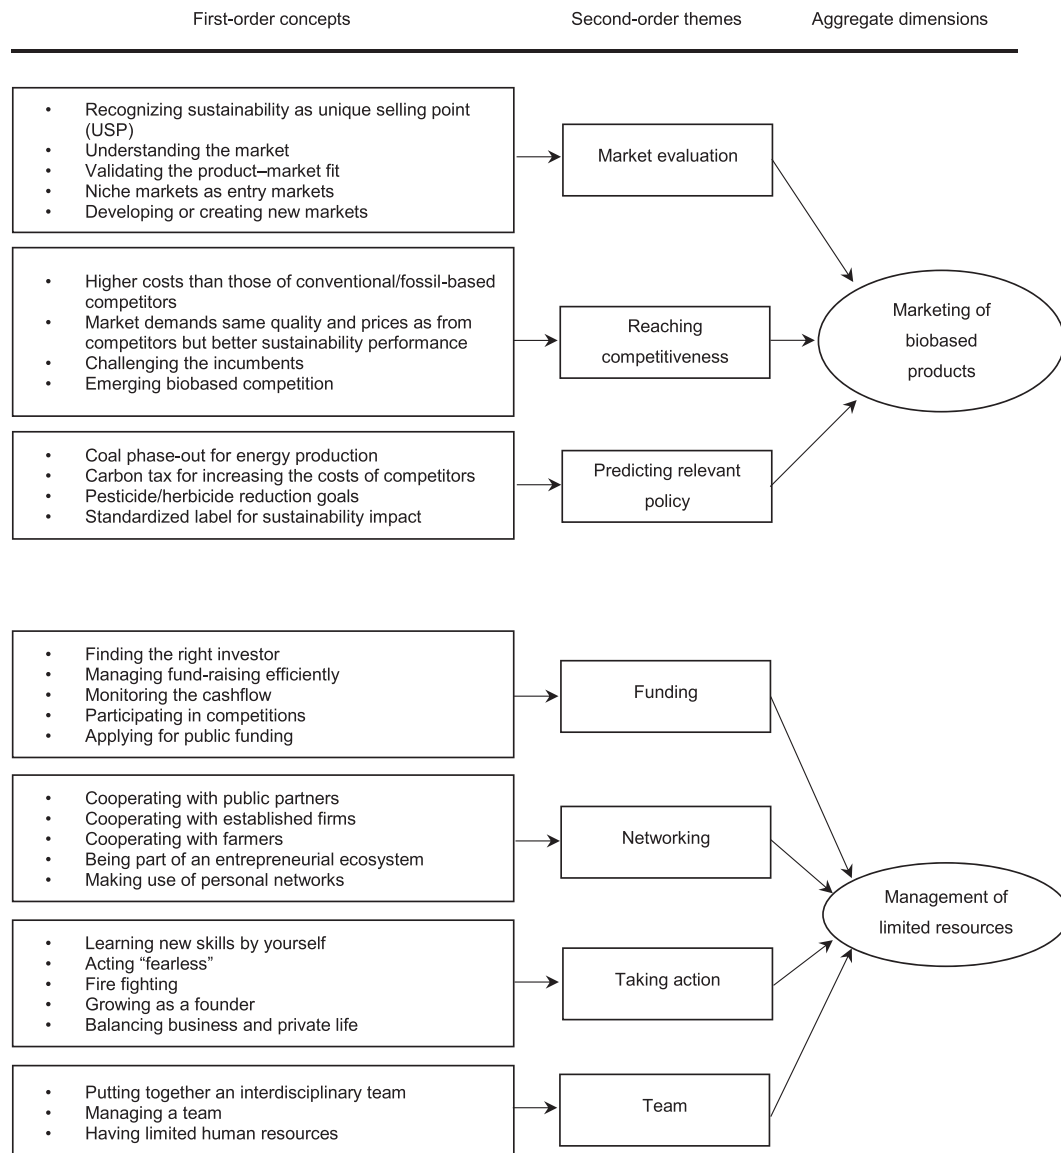 First-order concepts
Second-order themes
Aggregate dimensions
• Recognizing sustainability as unique selling point
(USP)
• Understanding the market
• Validating the product–market fit
• Niche markets as entry markets
• Developing or creating new markets
Market evaluation
• Higher costs than those of conventional/fossil-based
competitors
• Market demands same quality and prices as from
competitors but better sustainability performance
• Challenging the incumbents
• Emerging biobased competition
Reaching
competitiveness
Marketing of
biobased
products
• Coal phase-out for energy production
• Carbon tax for increasing the costs of competitors
• Pesticide/herbicide reduction goals
• Standardized label for sustainability impact
Predicting relevant
policy
• Finding the right investor
• Managing fund-raising efficiently
• Monitoring the cashflow
• Participating in competitions
• Applying for public funding
Funding
• Cooperating with public partners
• Cooperating with established firms
• Cooperating with farmers
• Being part of an entrepreneurial ecosystem
• Making use of personal networks
Networking
Management of
limited resources
• Learning new skills by yourself
• Acting “fearless”
• Fire fighting
• Growing as a founder
• Balancing business and private life
Taking action
• Putting together an interdisciplinary team
• Managing a team
• Having limited human resources
Team